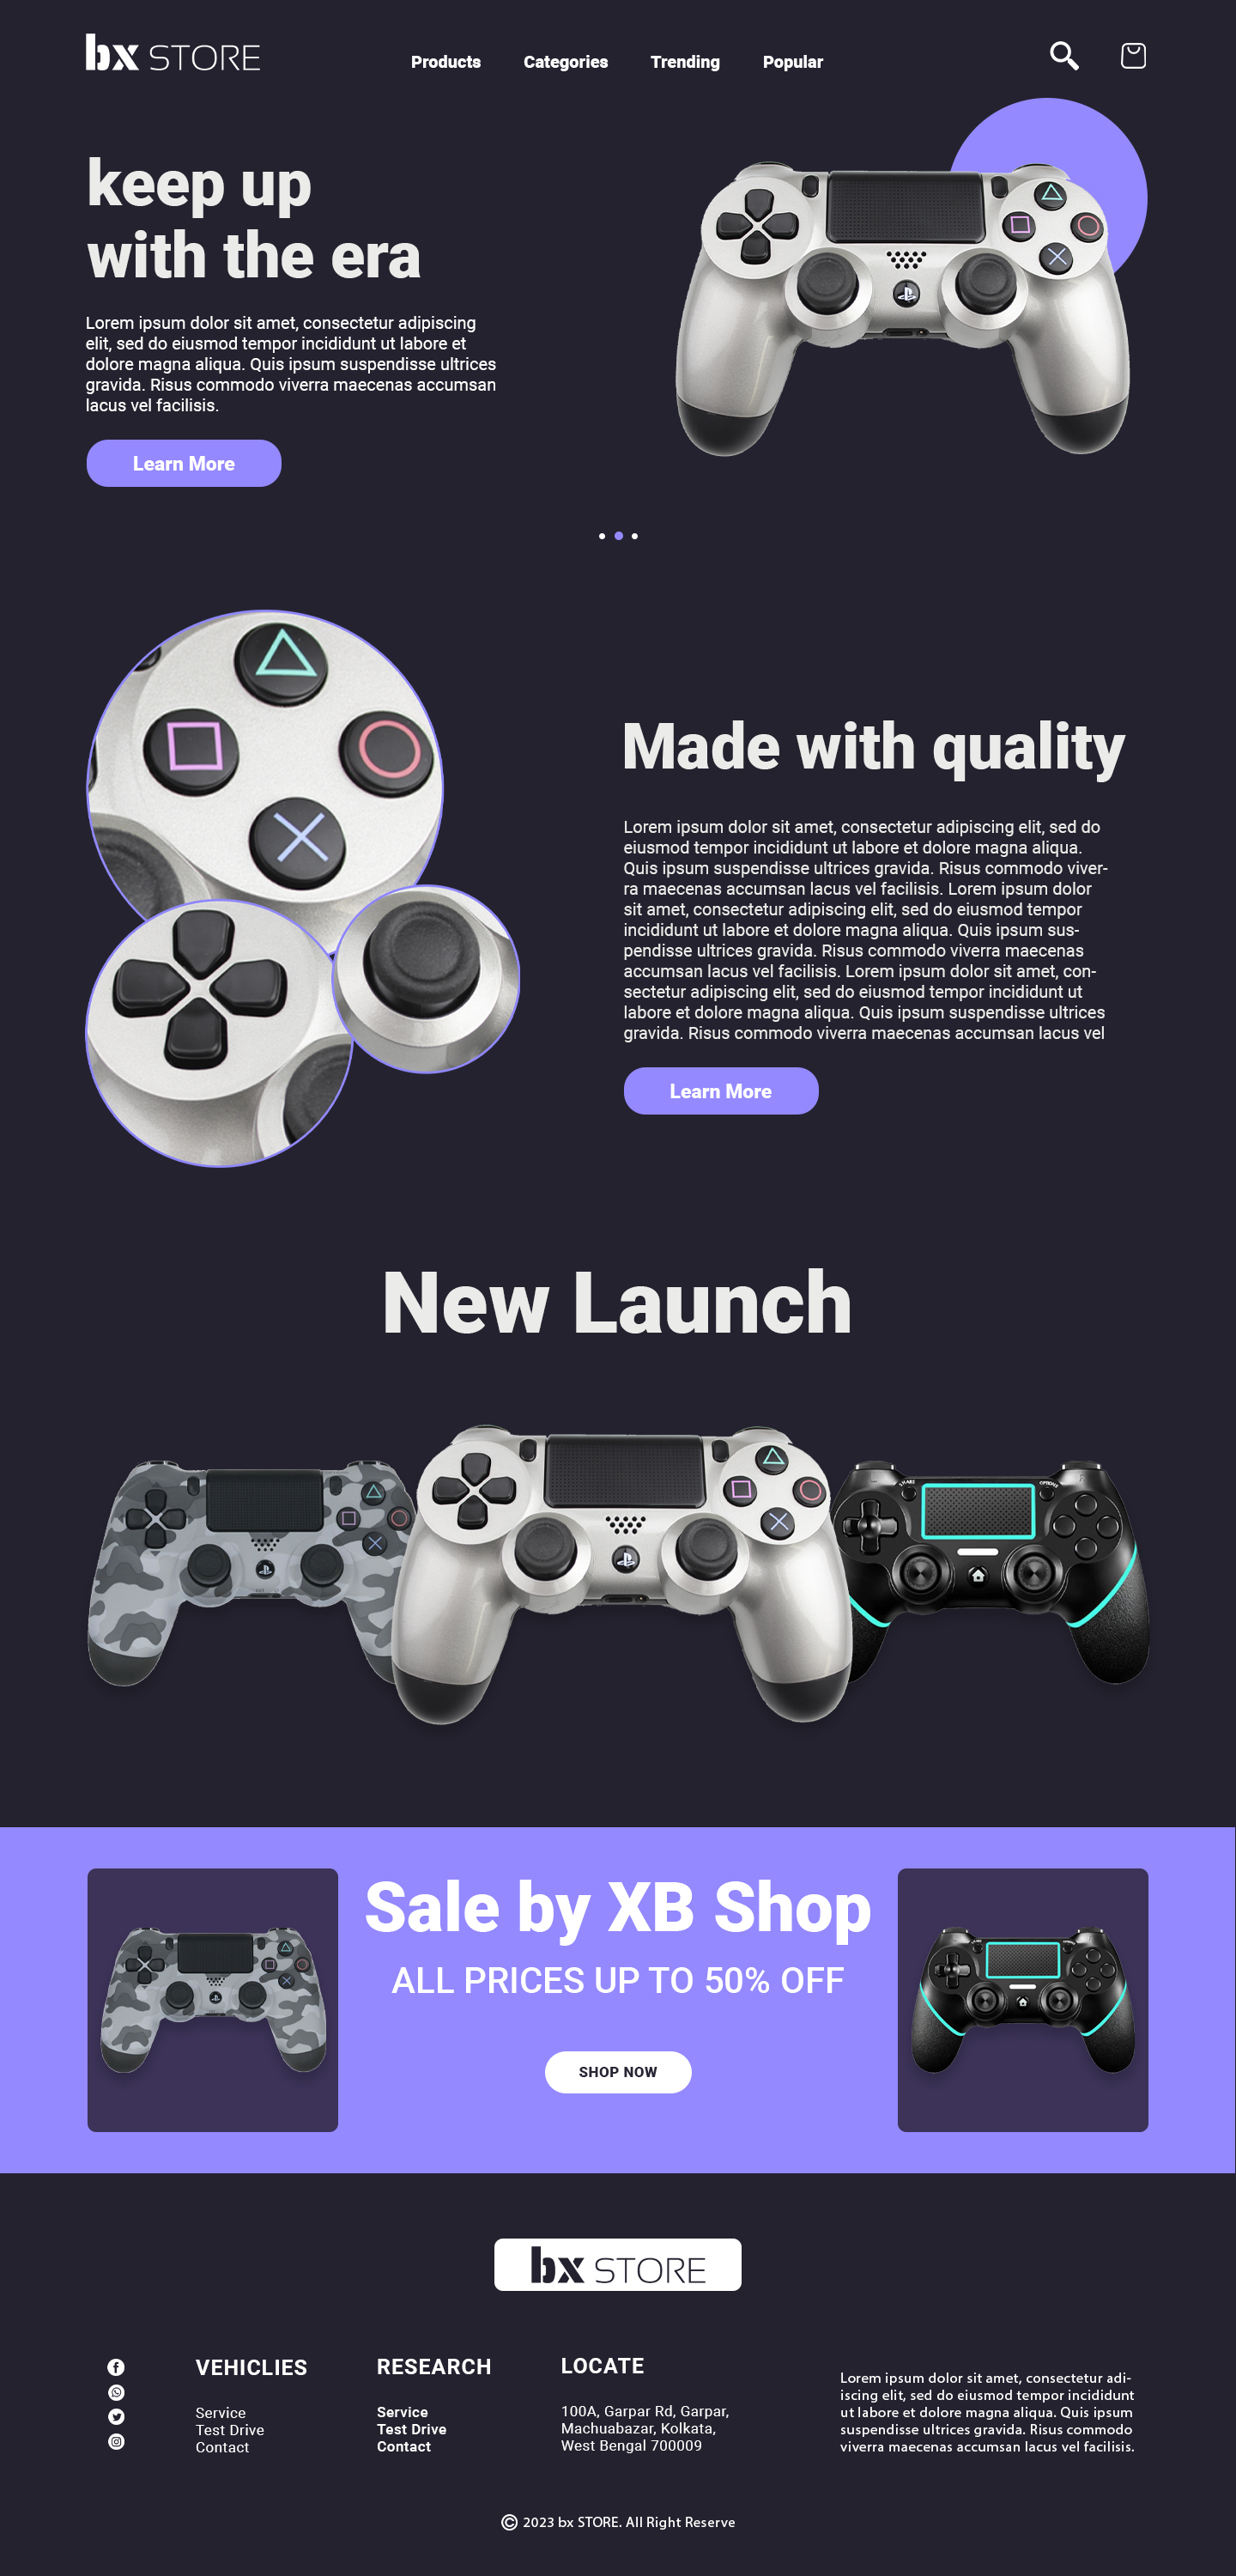 bx STORE
Products Categories Trending Popular
keep up
with the era
Lorem ipsum dolor sit amet, consectetur adipiscing
elit, sed do eiusmod tempor incididunt ut labore et
dolore magna aliqua. Quis ipsum suspendisse ultrices
gravida. Risus commodo viverra maecenas accumsan
lacus vel facilisis.
Learn More
Made with quality
Lorem ipsum dolor sit amet, consectetur adipiscing elit, sed do
eiusmod tempor incididunt ut labore et dolore magna aliqua.
Quis ipsum suspendisse ultrices gravida. Risus commodo viver-
ra maecenas accumsan lacus vel facilisis. Lorem ipsum dolor
sit amet, consectetur adipiscing elit, sed do eiusmod tempor
incididunt ut labore et dolore magna aliqua. Quis ipsum sus-
pendisse ultrices gravida. Risus commodo viverra maecenas
accumsan lacus vel facilisis. Lorem ipsum dolor sit amet, con-
sectetur adipiscing elit, sed do eiusmod tempor incididunt ut
labore et dolore magna aliqua. Quis ipsum suspendisse ultrices
gravida. Risus commodo viverra maecenas accumsan lacus vel
Learn More
New Launch
SHARE OPTIONS
Sale by XB Shop
ALL PRICES UP TO 50% OFF
SHOP NOW
bx STORE
VEHICLIES
Service
Test Drive
Contact
RESEARCH
Service
Test Drive
Contact
LOCATE
100A, Garpar Rd, Garpar,
Machuabazar, Kolkata,
West Bengal 700009
Lorem ipsum dolor sit amet, consectetur adi-
iscing elit, sed do eiusmod tempor incididunt
ut labore et dolore magna aliqua. Quis ipsum
suspendisse ultrices gravida. Risus commodo
viverra maecenas accumsan lacus vel facilisis.
© 2023 bx STORE. All Right Reserve